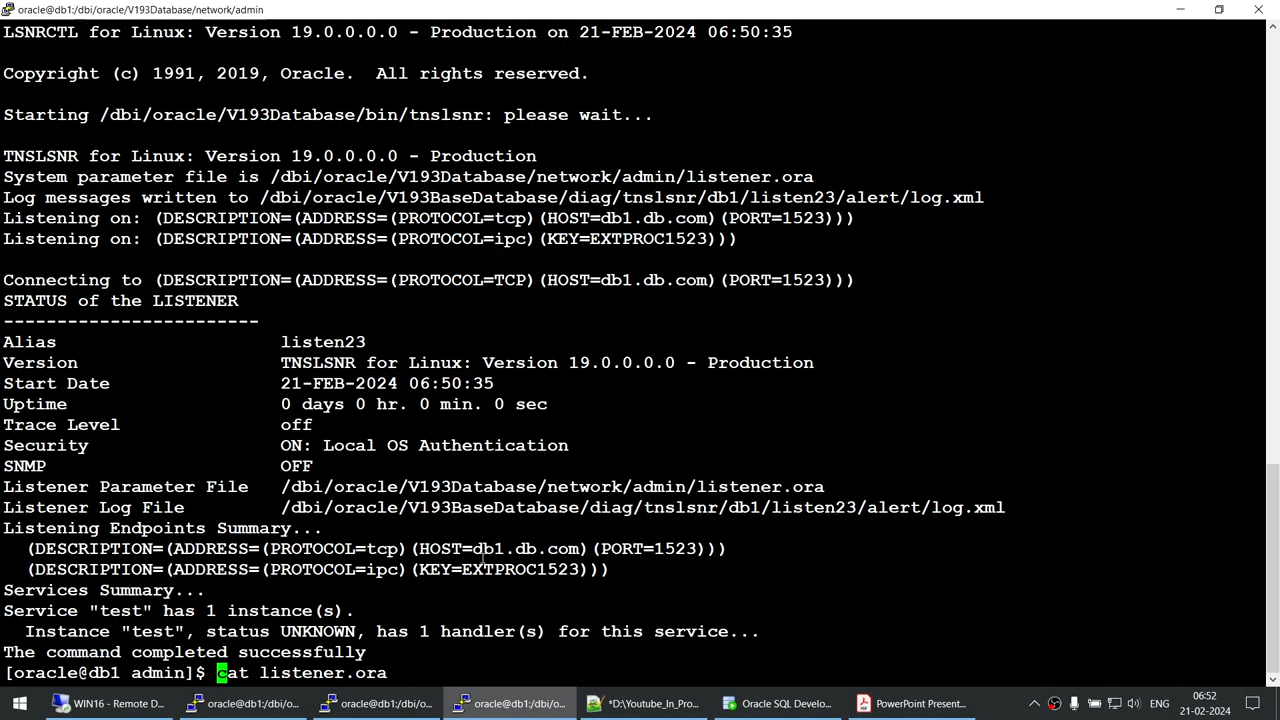 oracle@db1:/dbi/oracle/V193Database/network/admin
LSNRCTL for Linux: Version 19.0.0.0.0 - Production on 21-FEB-2024 06:50:35
Copyright (c) 1991, 2019, Oracle.  All rights reserved.
Starting /dbi/oracle/V193Database/bin/tnslsnr: please wait...
TNSLSNR for Linux: Version 19.0.0.0.0 - Production
System parameter file is /dbi/oracle/V193Database/network/admin/listener.ora
Log messages written to /dbi/oracle/V193BaseDatabase/diag/tnslsnr/db1/listen23/alert/log.xml
Listening on: (DESCRIPTION=(ADDRESS=(PROTOCOL=tcp)(HOST=db1.db.com)(PORT=1523)))
Listening on: (DESCRIPTION=(ADDRESS=(PROTOCOL=ipc)(KEY=EXTPROC1523)))
Connecting to (DESCRIPTION=(ADDRESS=(PROTOCOL=TCP)(HOST=db1.db.com)(PORT=1523)))
STATUS of the LISTENER
------------------------
Alias                     listen23
Version                   TNSLSNR for Linux: Version 19.0.0.0.0 - Production
Start Date                21-FEB-2024 06:50:35
Uptime                    0 days 0 hr. 0 min. 0 sec
Trace Level               off
Security                  ON: Local OS Authentication
SNMP                      OFF
Listener Parameter File   /dbi/oracle/V193Database/network/admin/listener.ora
Listener Log File         /dbi/oracle/V193BaseDatabase/diag/tnslsnr/db1/listen23/alert/log.xml
Listening Endpoints Summary...
  (DESCRIPTION=(ADDRESS=(PROTOCOL=tcp)(HOST=db1.db.com)(PORT=1523)))
  (DESCRIPTION=(ADDRESS=(PROTOCOL=ipc)(KEY=EXTPROC1523)))
Services Summary...
Service "test" has 1 instance(s).
  Instance "test", status UNKNOWN, has 1 handler(s) for this service...
The command completed successfully
[oracle@db1 admin]$ cat listener.ora
WIN16 - Remote D... oracle@db1:/dbi/o... oracle@db1:/dbi/o... oracle@db1:/dbi/o... *D:\Youtube_In_Pro... Oracle SQL Develo... PowerPoint Present... ENG 06:52
21-02-2024